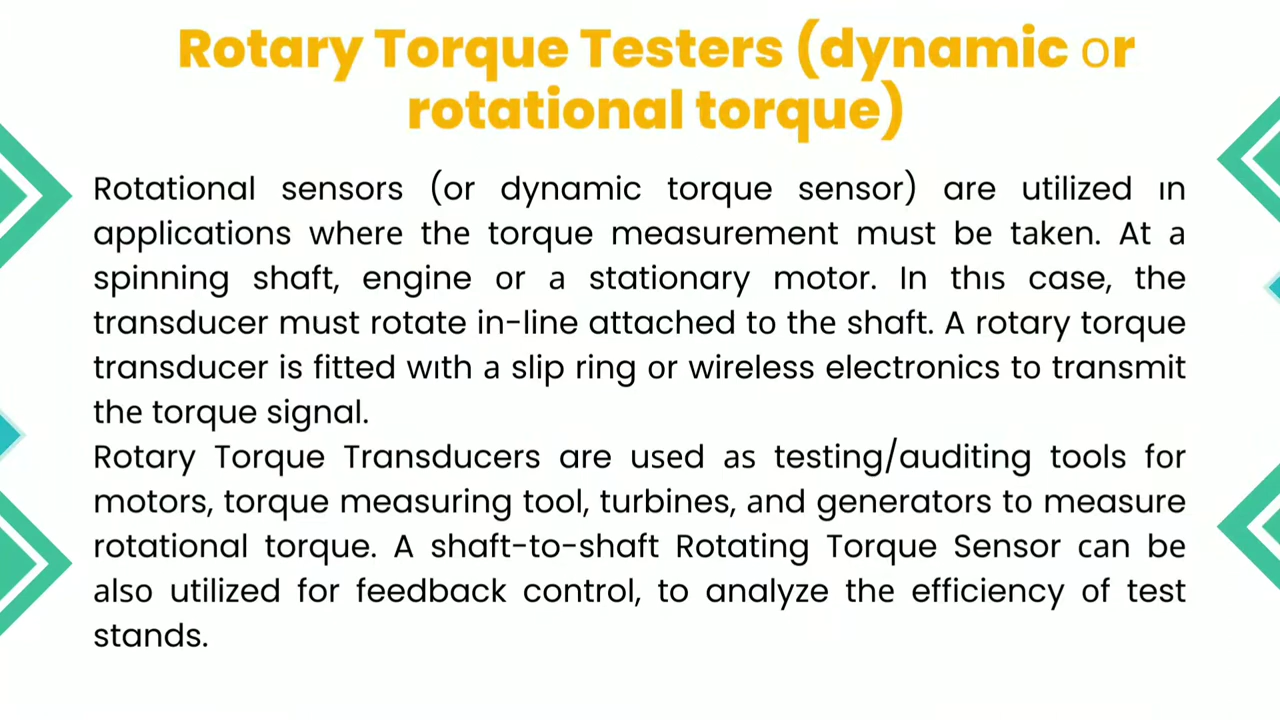 Rotary Torque Testers (dynamic or
rotational torque)
Rotational sensors (or dynamic torque sensor) are utilized ın
applications where the torque measurement must be taken. At a
spinning shaft, engine or a stationary motor. In thıs case, the
transducer must rotate in-line attached to the shaft. A rotary torque
transducer is fitted wıth a slip ring or wireless electronics to transmit
the torque signal.
Rotary Torque Transducers are used as testing/auditing tools for
motors, torque measuring tool, turbines, and generators to measure
rotational torque. A shaft-to-shaft Rotating Torque Sensor can be
also utilized for feedback control, to analyze the efficiency of test
stands.